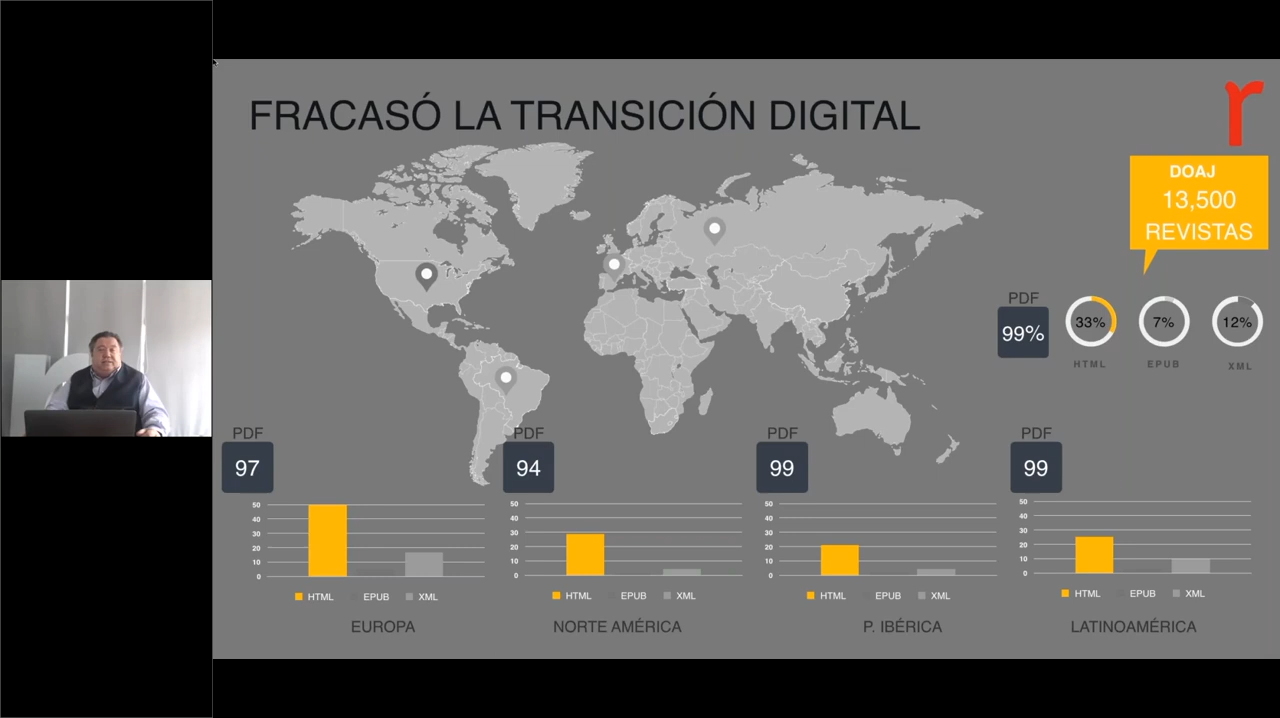 FRACASÓ LA TRANSICIÓN DIGITAL
r
DOAJ
13,500
REVISTAS
PDF
99%
33%
7%
12%
HTML
EPUB
XML
PDF
97
50
40
30
20
10
0
HTML EPUB XML
EUROPA
PDF
94
50
40
30
20
10
0
HTML EPUB XML
NORTE AMÉRICA
PDF
99
50
40
30
20
10
0
HTML EPUB XML
P. IBÉRICA
PDF
99
50
40
30
20
10
0
HTML EPUB XML
LATINOAMÉRICA